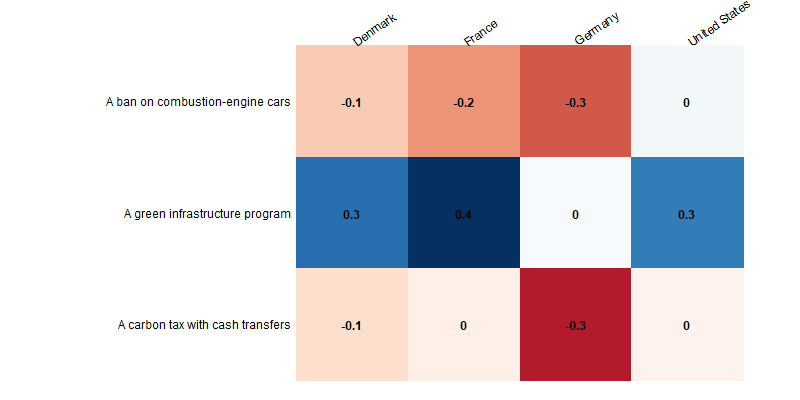 Denmark France Germany United States
A ban on combustion-engine cars -0.1 -0.2 -0.3 0
A green infrastructure program 0.3 0.4 0 0.3
A carbon tax with cash transfers -0.1 0 -0.3 0